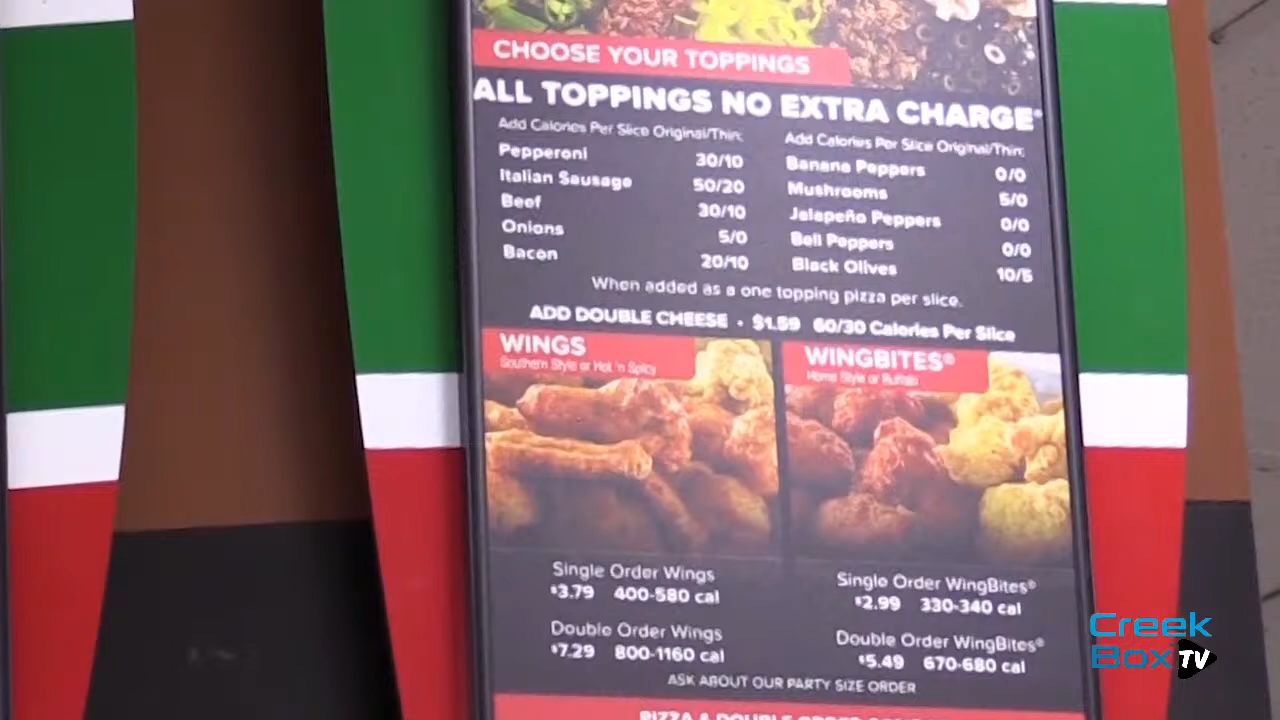 CHOOSE YOUR TOPPINGS
ALL TOPPINGS NO EXTRA CHARGE*
Add Calories Per Slice Original/Thin:
Pepperoni 30/10
Italian Sausage 50/20
Beef 30/10
Onions 5/0
Bacon 20/10
Add Calories Per Slice Original/Thin:
Banana Peppers 0/0
Mushrooms 5/0
Jalapeño Peppers 0/0
Bell Peppers 0/0
Black Olives 10/5
When added as a one topping pizza per slice.
ADD DOUBLE CHEESE • $1.59 60/30 Calories Per Slice
WINGS
Southern Style or Hot 'n Spicy
Single Order Wings
$3.79 400-580 cal
Double Order Wings
$7.29 800-1160 cal
WINGBITES®
Home Style or Buffalo
Single Order WingBites®
$2.99 330-340 cal
Double Order WingBites®
$5.49 670-680 cal
ASK ABOUT OUR PARTY SIZE ORDER
PIZZA & DOUBLE ORDER
Creek
Box TV